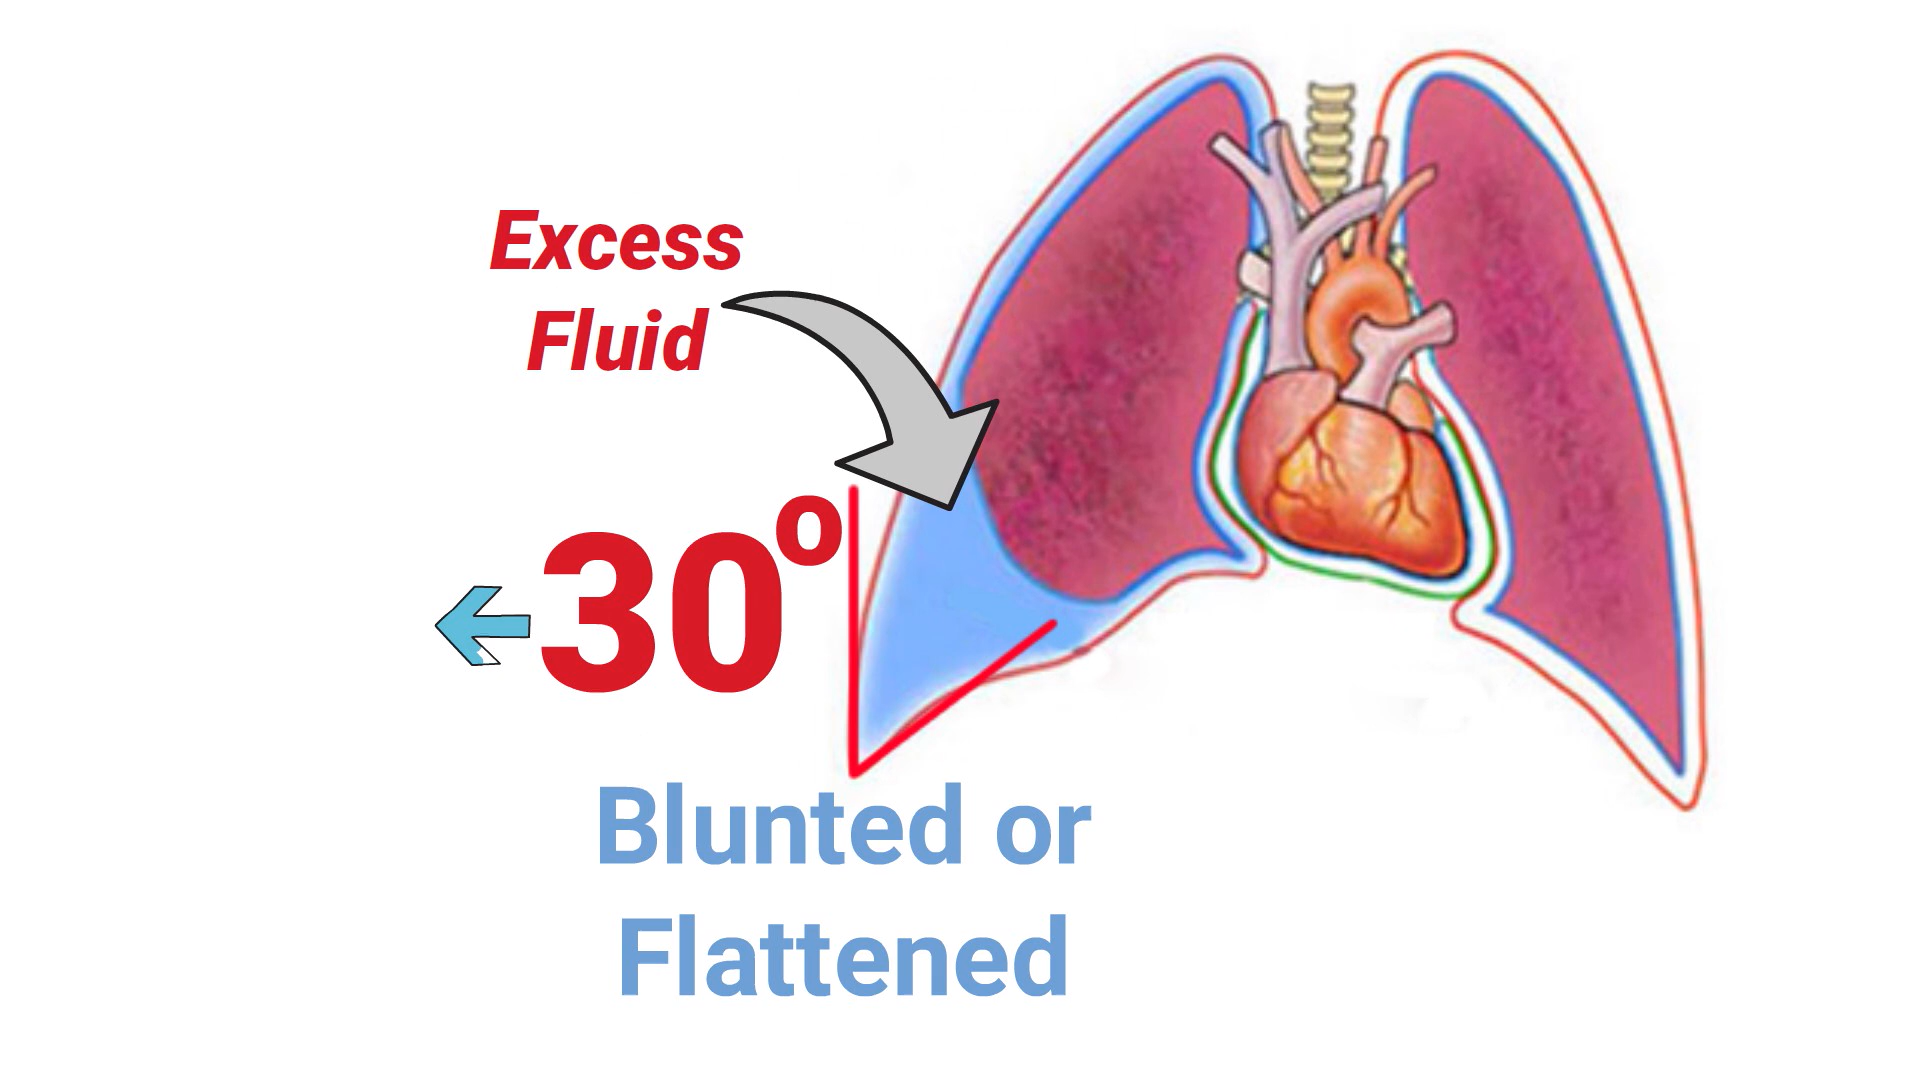 Excess
Fluid
30º
Blunted or
Flattened